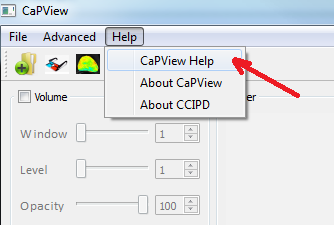 CaPView
File Advanced Help
CaPView Help
About CaPView
About CCIPD
Volume
Window 1
Level 1
Opacity 100